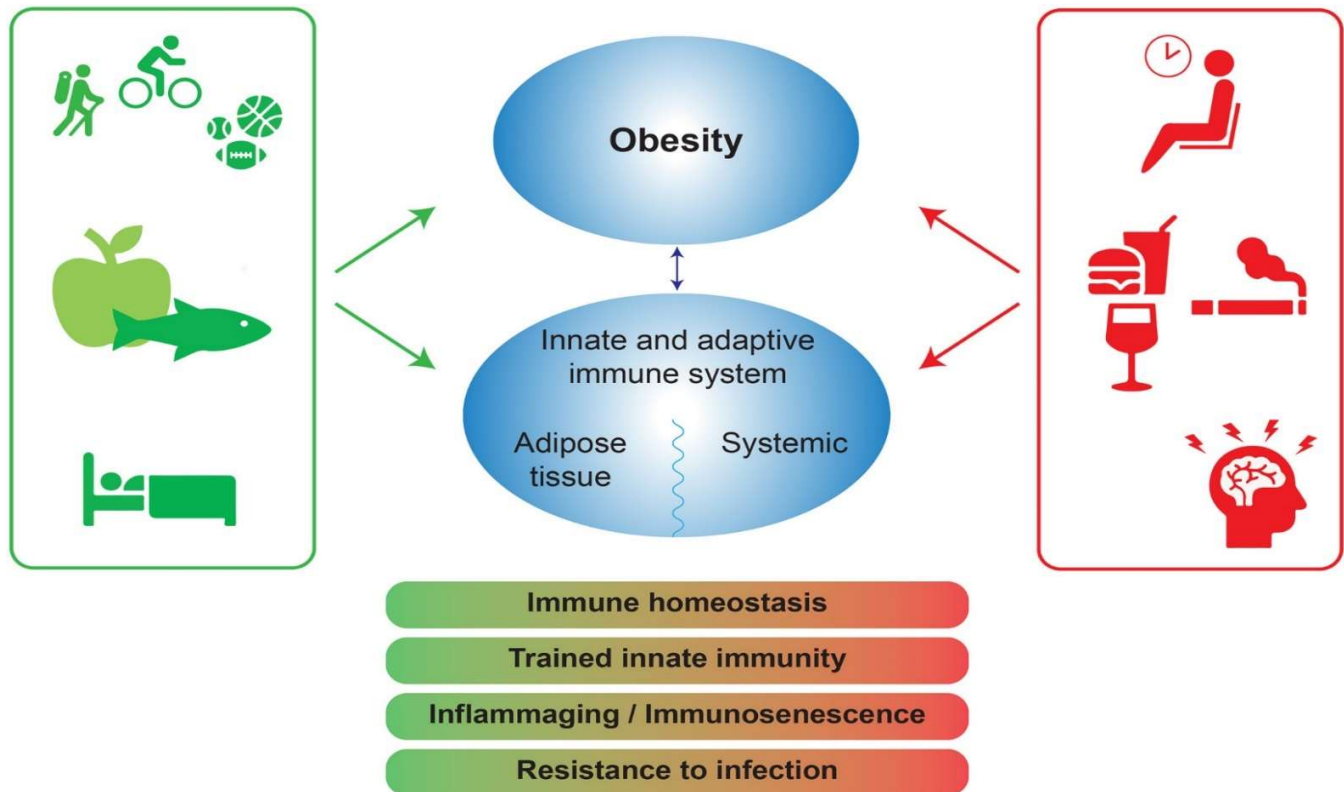 Obesity
Innate and adaptive
immune system
Adipose
tissue
Systemic
Immune homeostasis
Trained innate immunity
Inflammaging / Immunosenescence
Resistance to infection